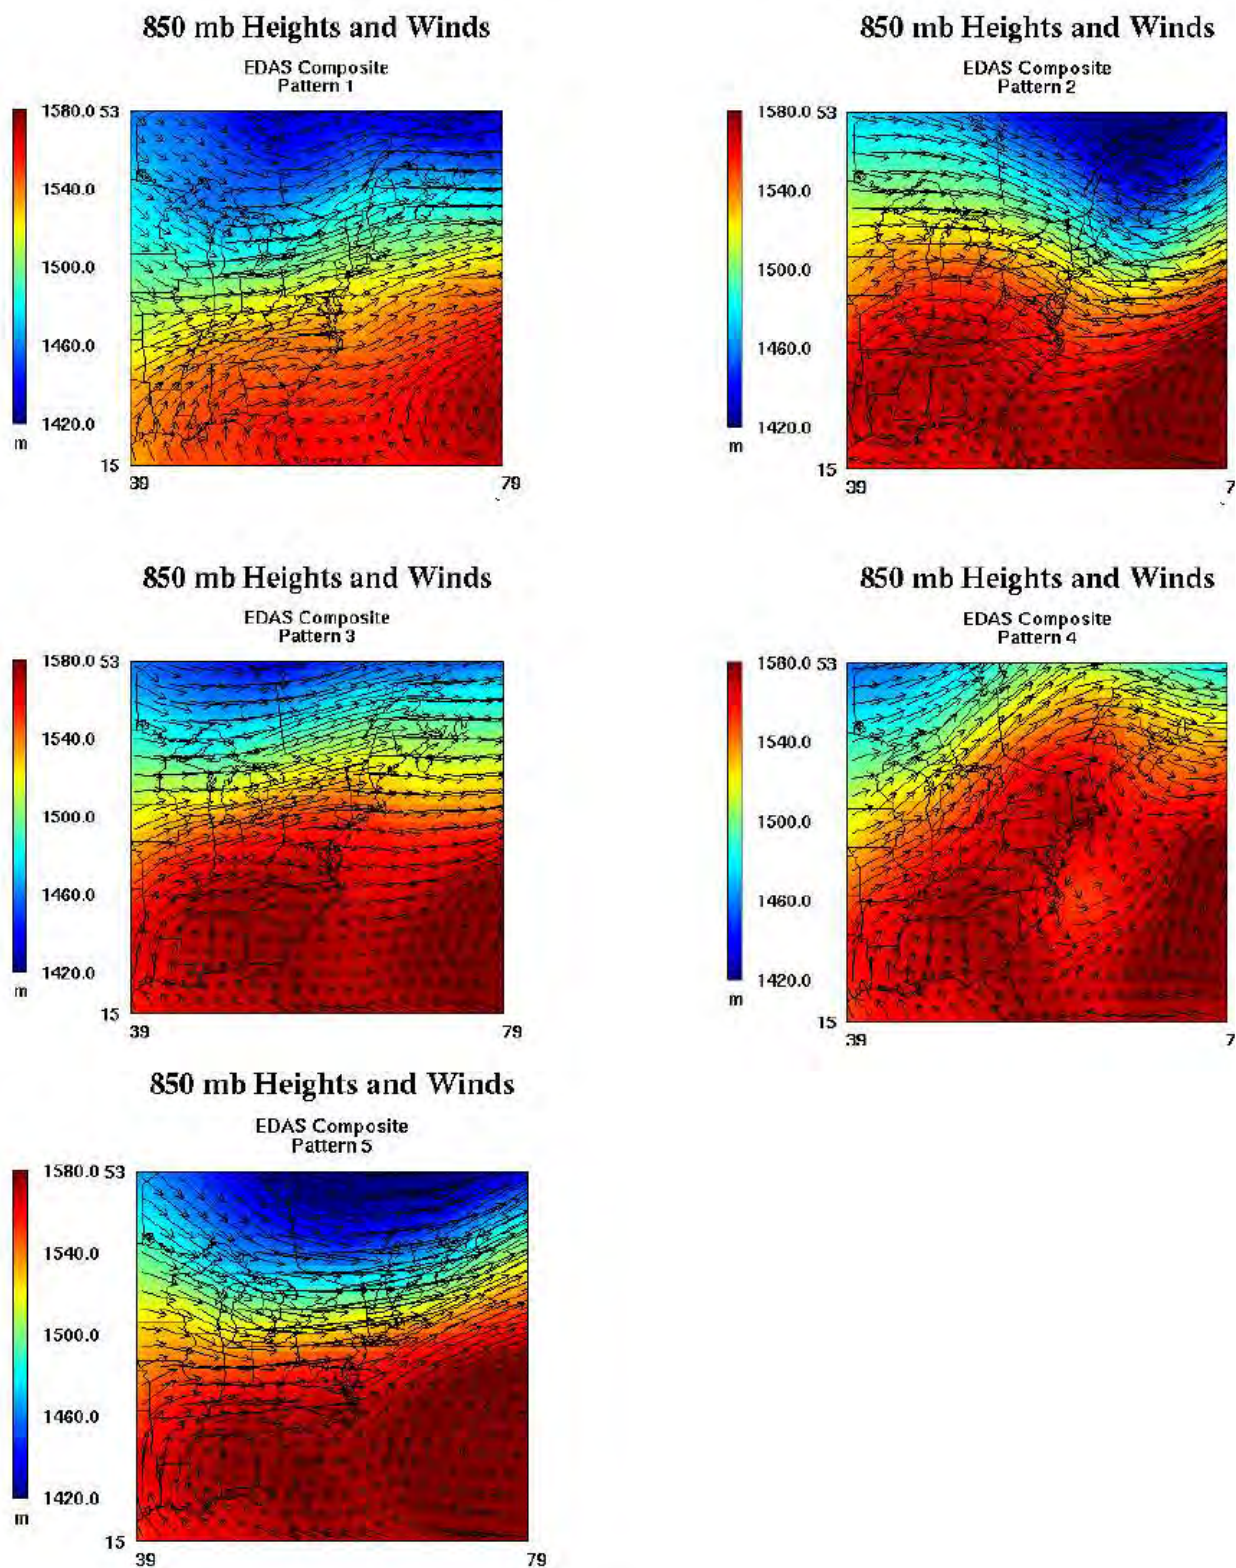 850 mb Heights and Winds
EDAS Composite
Pattern 1
1580.0 53
1540.0
1500.0
1460.0
1420.0
m
15
39 79
850 mb Heights and Winds
EDAS Composite
Pattern 2
1580.0 53
1540.0
1500.0
1460.0
1420.0
m
15
39 7
850 mb Heights and Winds
EDAS Composite
Pattern 3
1580.0 53
1540.0
1500.0
1460.0
1420.0
m
15
39 79
850 mb Heights and Winds
EDAS Composite
Pattern 4
1580.0 53
1540.0
1500.0
1460.0
1420.0
m
15
39 7
850 mb Heights and Winds
EDAS Composite
Pattern 5
1580.0 53
1540.0
1500.0
1460.0
1420.0
m
15
39 79